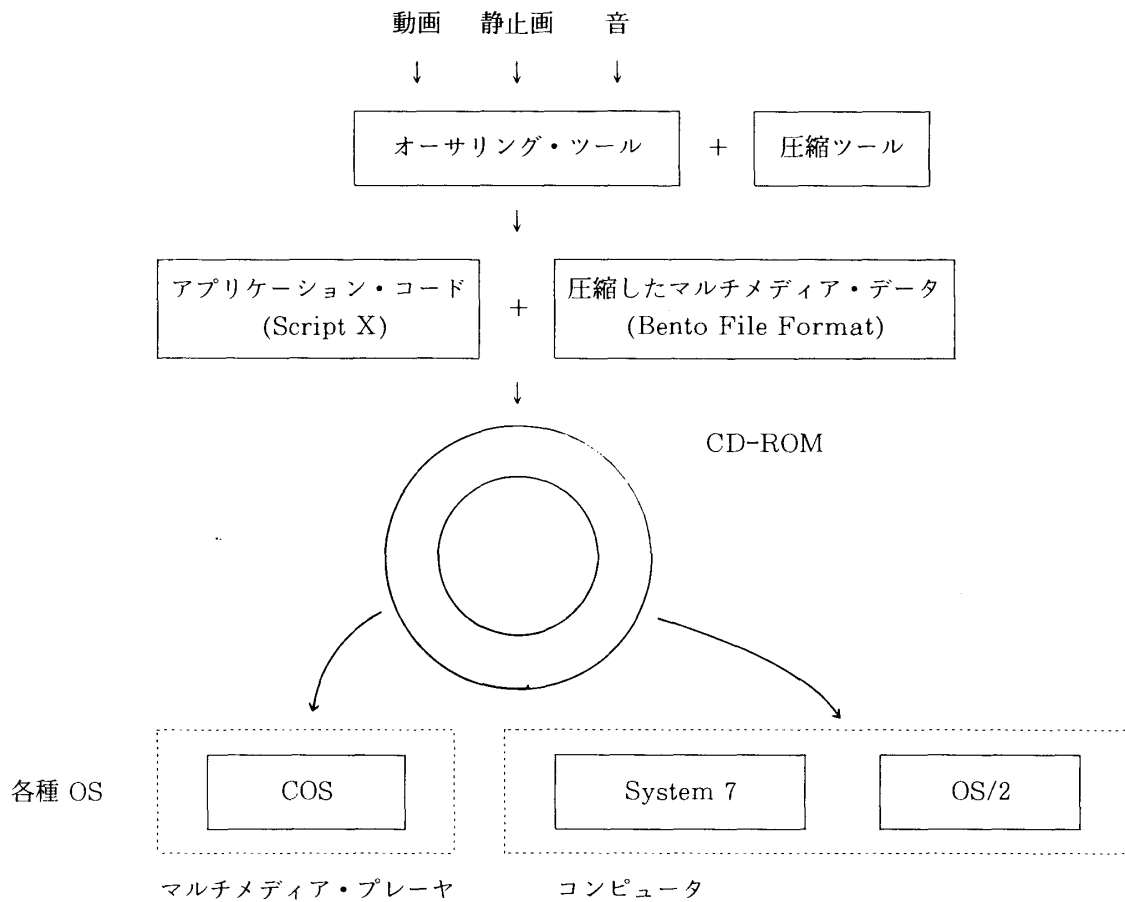 動画 静止画 音
↓ ↓ ↓
オーサリング・ツール + 圧縮ツール
↓
アプリケーション・コード
(Script X)
+
圧縮したマルチメディア・データ
(Bento File Format)
↓
CD-ROM
各種 OS
COS
System 7
OS/2
マルチメディア・プレーヤ
コンピュータ